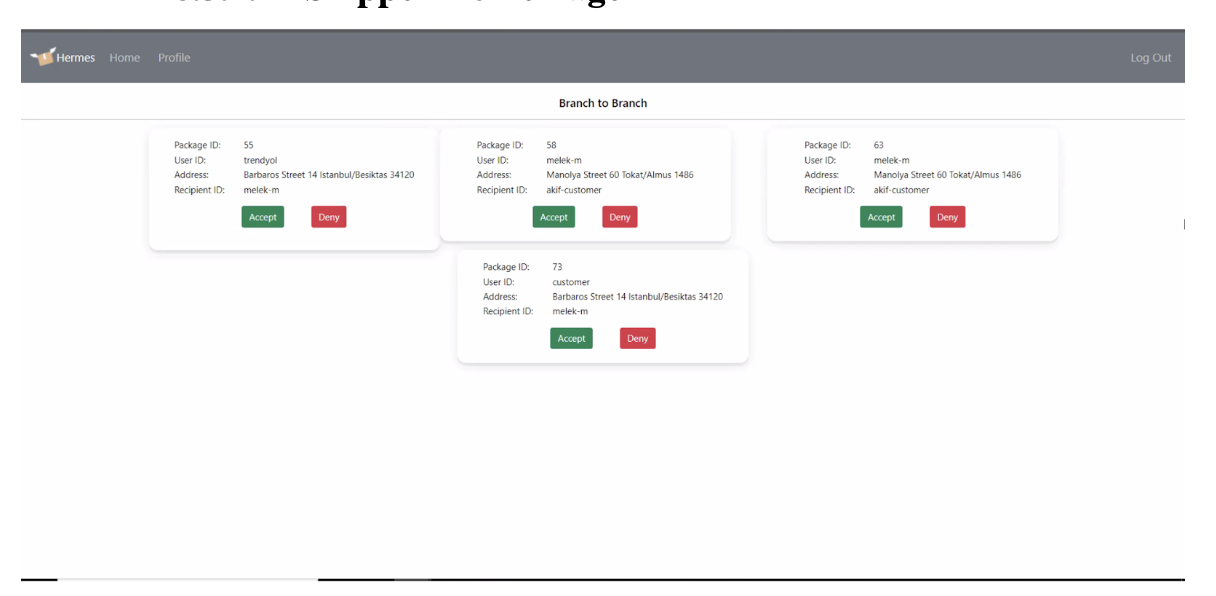 Hermes Home Profile Log Out
Branch to Branch
Package ID: 55
User ID: trendyol
Address: Barbaros Street 14 Istanbul/Besiktas 34120
Recipient ID: melek-m
Accept Deny
Package ID: 58
User ID: melek-m
Address: Manolya Street 60 Tokat/Almus 1486
Recipient ID: akif-customer
Accept Deny
Package ID: 63
User ID: melek-m
Address: Manolya Street 60 Tokat/Almus 1486
Recipient ID: akif-customer
Accept Deny
Package ID: 73
User ID: customer
Address: Barbaros Street 14 Istanbul/Besiktas 34120
Recipient ID: melek-m
Accept Deny